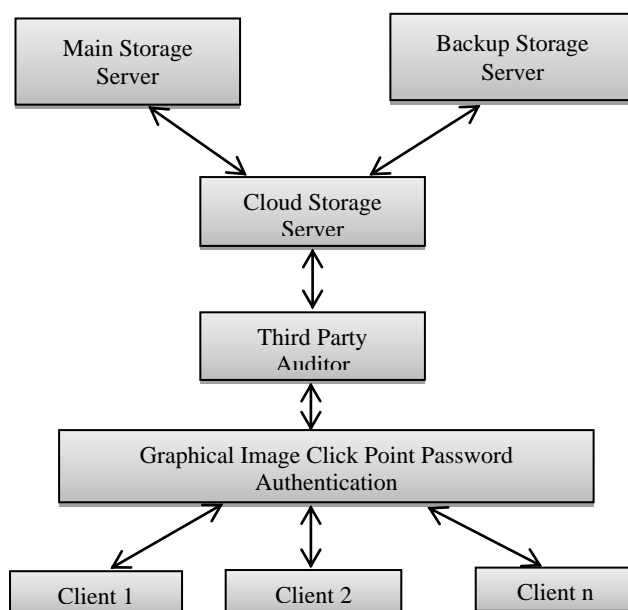 Main Storage
Server
Backup Storage
Server
Cloud Storage
Server
Third Party
Auditor
Graphical Image Click Point Password
Authentication
Client 1
Client 2
Client n